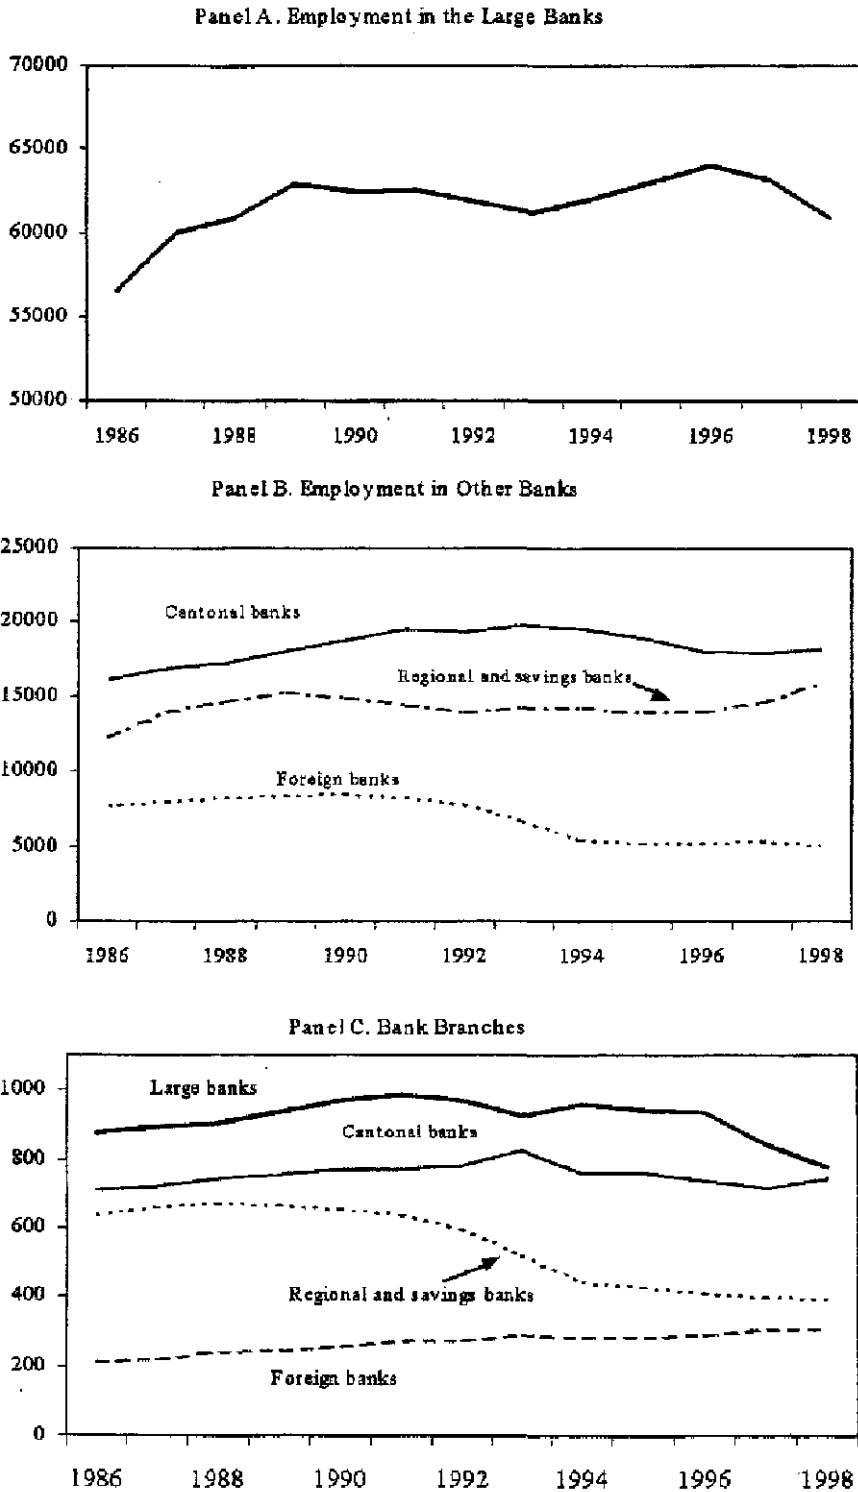 Panel A. Employment in the Large Banks
70000
65000
60000
55000
50000
1986 1988 1990 1992 1994 1996 1998
Panel B. Employment in Other Banks
25000
20000
15000
10000
5000
0
Cantonal banks
Regional and savings banks
Foreign banks
1986 1988 1990 1992 1994 1996 1998
Panel C. Bank Branches
1000
800
600
400
200
0
Large banks
Cantonal banks
Regional and savings banks
Foreign banks
1986 1988 1990 1992 1994 1996 1998